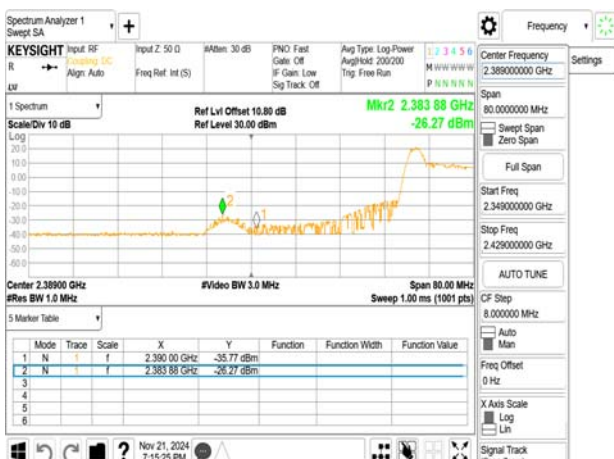 Spectrum Analyzer 1
Swept SA
Frequency
KEYSIGHT
Input: RF
Coupling: DC
Align: Auto
Input Z: 50 Ω
Freq Ref: Int (S)
#Atten: 30 dB
PNO: Fast
Gate: Off
IF Gain: Low
Sig Track: Off
Avg Type: Log-Power
Avg|Hold: 200/200
Trig: Free Run
1 2 3 4 5 6
M W W W W W
P N N N N N
R
Center Frequency
2.389000000 GHz
Settings
Span
80.0000000 MHz
Swept Span
Zero Span
Full Span
Start Freq
2.349000000 GHz
Stop Freq
2.429000000 GHz
AUTO TUNE
CF Step
8.000000 MHz
Auto
Man
Freq Offset
0 Hz
X Axis Scale
Log
Lin
Signal Track
1 Spectrum
Scale/Div 10 dB
Ref Lvl Offset 10.80 dB
Ref Level 30.00 dBm
Mkr2 2.383 88 GHz
-26.27 dBm
Log
20.0
10.0
0.00
-10.0
-20.0
-30.0
-40.0
-50.0
-60.0
2
1
Center 2.38900 GHz
#Res BW 1.0 MHz
#Video BW 3.0 MHz
Span 80.00 MHz
Sweep 1.00 ms (1001 pts)
5 Marker Table
Mode Trace Scale X Y Function Function Width Function Value
1 N 1 f 2.390 00 GHz -35.77 dBm
2 N 1 f 2.383 88 GHz -26.27 dBm
3
4
5
6
Nov 21, 2024
7:15:25 PM